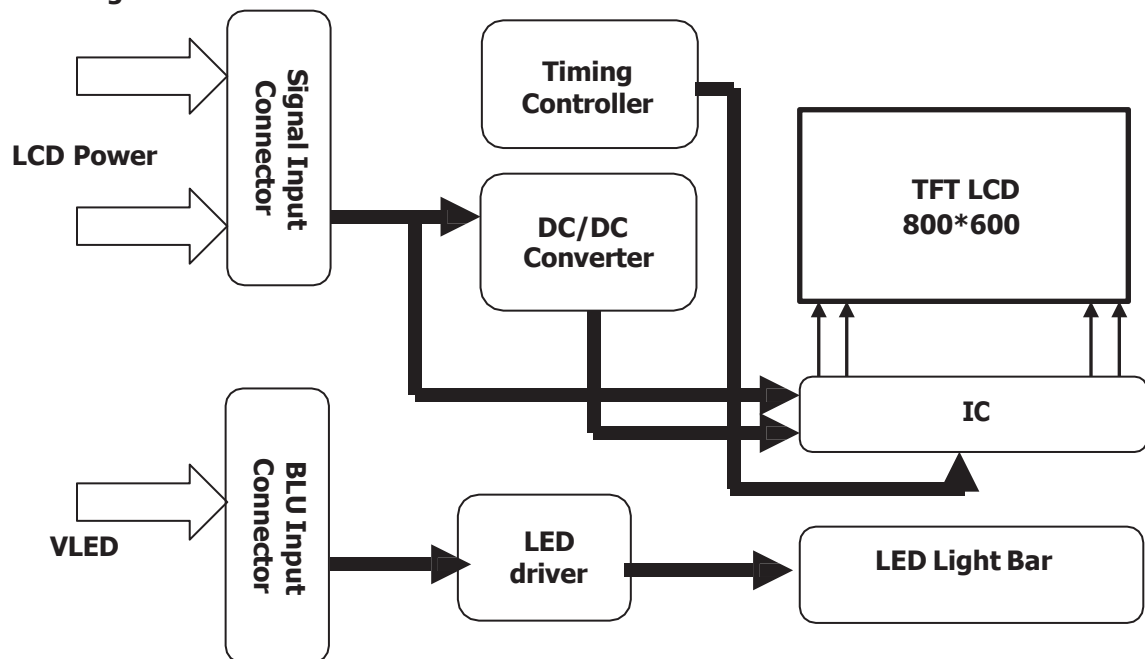 LCD Power
Signal Input
Connector
Timing
Controller
DC/DC
Converter
TFT LCD
800*600
IC
VLED
BLU Input
Connector
LED
driver
LED Light Bar